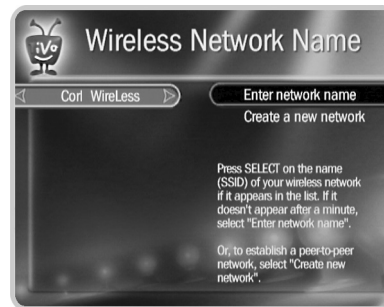 TiVo
Wireless Network Name
Corl WireLess
Enter network name
Create a new network
Press SELECT on the name
(SSID) of your wireless network
if it appears in the list. If it
doesn't appear after a minute,
select "Enter network name".
Or, to establish a peer-to-peer
network, select "Create new
network".